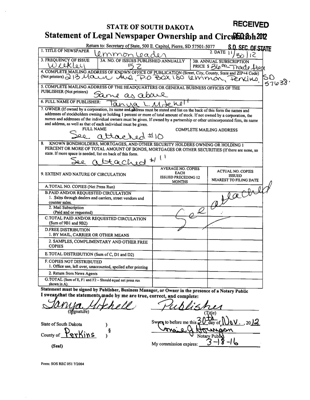 STATE OF SOUTH DAKOTA
RECEIVED
Statement of Legal Newspaper Ownership and
Return to: Secretary of State, 500 E. Capitol, Pierre, SD 57501-5077
S.D. SEC. OF STATE
1. TITLE OF NEWSPAPER Lemmon Leader
2. DATE 11/30/12
3. FREQUENCY OF ISSUE Weekly
3A. NO. OF ISSUES PUBLISHED ANNUALLY 52
3B. ANNUAL SUBSCRIPTION PRICE
4. COMPLETE MAILING ADDRESS OF KNOWN OFFICE OF PUBLICATION (Street, City, County, State and ZIP+4 Code)
(Not printers) 213 Main Ave PO Box 180 Lemmon, Perkins SD
57638
5. COMPLETE MAILING ADDRESS OF THE HEADQUARTERS OR GENERAL BUSINESS OFFICES OF THE
PUBLISHER (Not printers) Same as above
6. FULL NAME OF PUBLISHER: Tanya L. Mitchell
7. OWNER (If owned by a corporation, its name and address must be stated and list on the back of this form the names and
addresses of stockholders owning or holding 1 percent or more of total amount of stock. If not owned by a corporation, the
names and addresses of the individual owners must be given. If owned by a partnership or other unincorporated firm, its name
and address, as well as that of each individual must be given.
FULL NAME
COMPLETE MAILING ADDRESS
See attached #10
8. KNOWN BONDHOLDERS, MORTGAGEES, AND OTHER SECURITY HOLDERS OWNING OR HOLDING 1
PERCENT OR MORE OF TOTAL AMOUNT OF BONDS, MORTGAGES OR OTHER SECURITIES (If there are none, so
state. If more space is needed, list on back of this form.
See attached #11
9. EXTENT AND NATURE OF CIRCULATION
AVERAGE NO. COPIES
EACH
ISSUED PRECEDING 12
MONTHS
ACTUAL NO. COPIES
ISSUED
NEAREST TO FILING DATE
A. TOTAL NO. COPIES (Net Press Run)
See attached
B. PAID AND/OR REQUESTED CIRCULATION
1. Sales through dealers and carriers, street vendors and
counter sales.
2. Mail Subscription
(Paid and or requested)
C. TOTAL PAID AND/OR REQUESTED CIRCULATION
(Sum of 9B1 and 9B2)
D. FREE DISTRIBUTION
1. BY MAIL, CARRIER OR OTHER MEANS
2. SAMPLES, COMPLIMENTARY AND OTHER FREE
COPIES
E. TOTAL DISTRIBUTION (Sum of C, D1 and D2)
F. COPIES NOT DISTRIBUTED
1. Office use, left over, unaccounted, spoiled after printing
2. Return from News Agents
G. TOTAL (Sum of E, F1 and F2 - Should equal net press run
shown in A)
Statement must be signed by Publisher, Business Manager, or Owner in the presence of a Notary Public
I swear that the statements made by me are true, correct, and complete:
Tanya Mitchell
(Signature)
Publisher
(Title)
State of South Dakota )
County of Perkins )
(Seal)
Sworn to before me this 30th day of Nov. 2012
Notary Public
My commission expires: 3-18-16
Form: SOS REC 051 7/2004